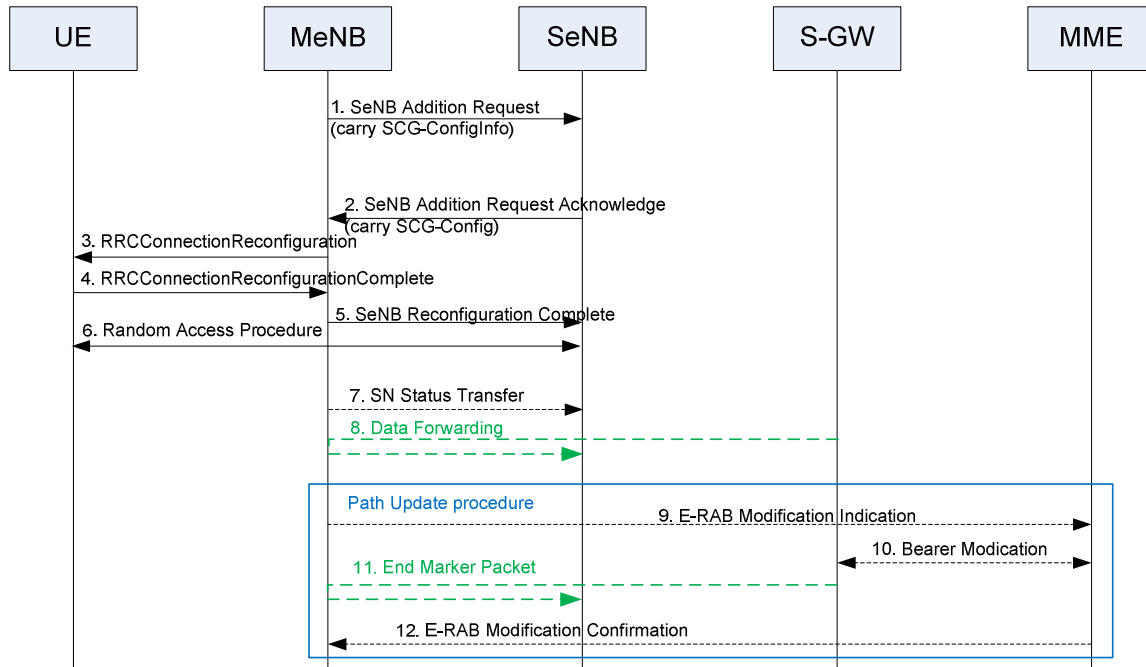 UE
MeNB
SeNB
S-GW
MME
1. SeNB Addition Request
(carry SCG-ConfigInfo)
2. SeNB Addition Request Acknowledge
(carry SCG-Config)
3. RRCConnectionReconfiguration
4. RRCConnectionReconfigurationComplete
5. SeNB Reconfiguration Complete
6. Random Access Procedure
7. SN Status Transfer
8. Data Forwarding
Path Update procedure
9. E-RAB Modification Indication
10. Bearer Modication
11. End Marker Packet
12. E-RAB Modification Confirmation